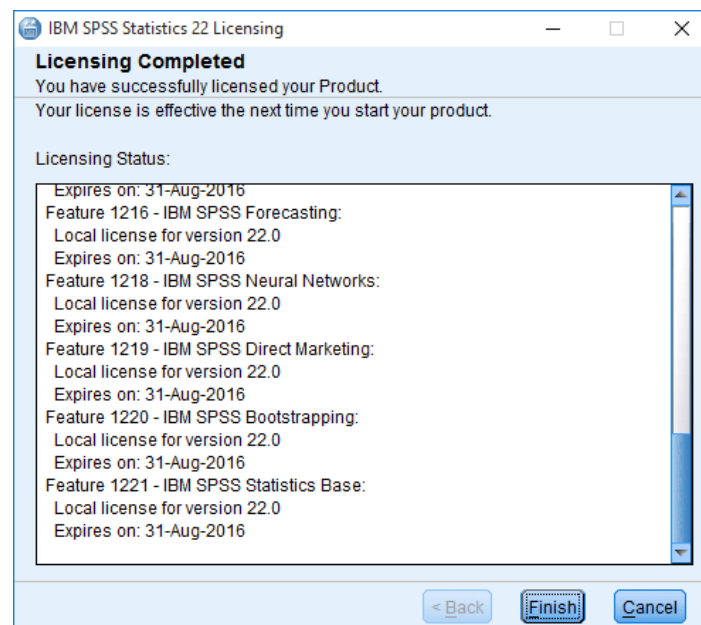 IBM SPSS Statistics 22 Licensing
Licensing Completed
You have successfully licensed your Product.
Your license is effective the next time you start your product.
Licensing Status:
Expires on: 31-Aug-2016
Feature 1216 - IBM SPSS Forecasting:
Local license for version 22.0
Expires on: 31-Aug-2016
Feature 1218 - IBM SPSS Neural Networks:
Local license for version 22.0
Expires on: 31-Aug-2016
Feature 1219 - IBM SPSS Direct Marketing:
Local license for version 22.0
Expires on: 31-Aug-2016
Feature 1220 - IBM SPSS Bootstrapping:
Local license for version 22.0
Expires on: 31-Aug-2016
Feature 1221 - IBM SPSS Statistics Base:
Local license for version 22.0
Expires on: 31-Aug-2016
< Back Finish Cancel